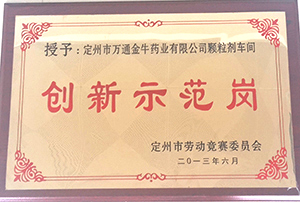 授予：定州市万通金牛药业有限公司颗粒剂车间
创新示范岗
定州市劳动竞赛委员会
二〇一三年六月